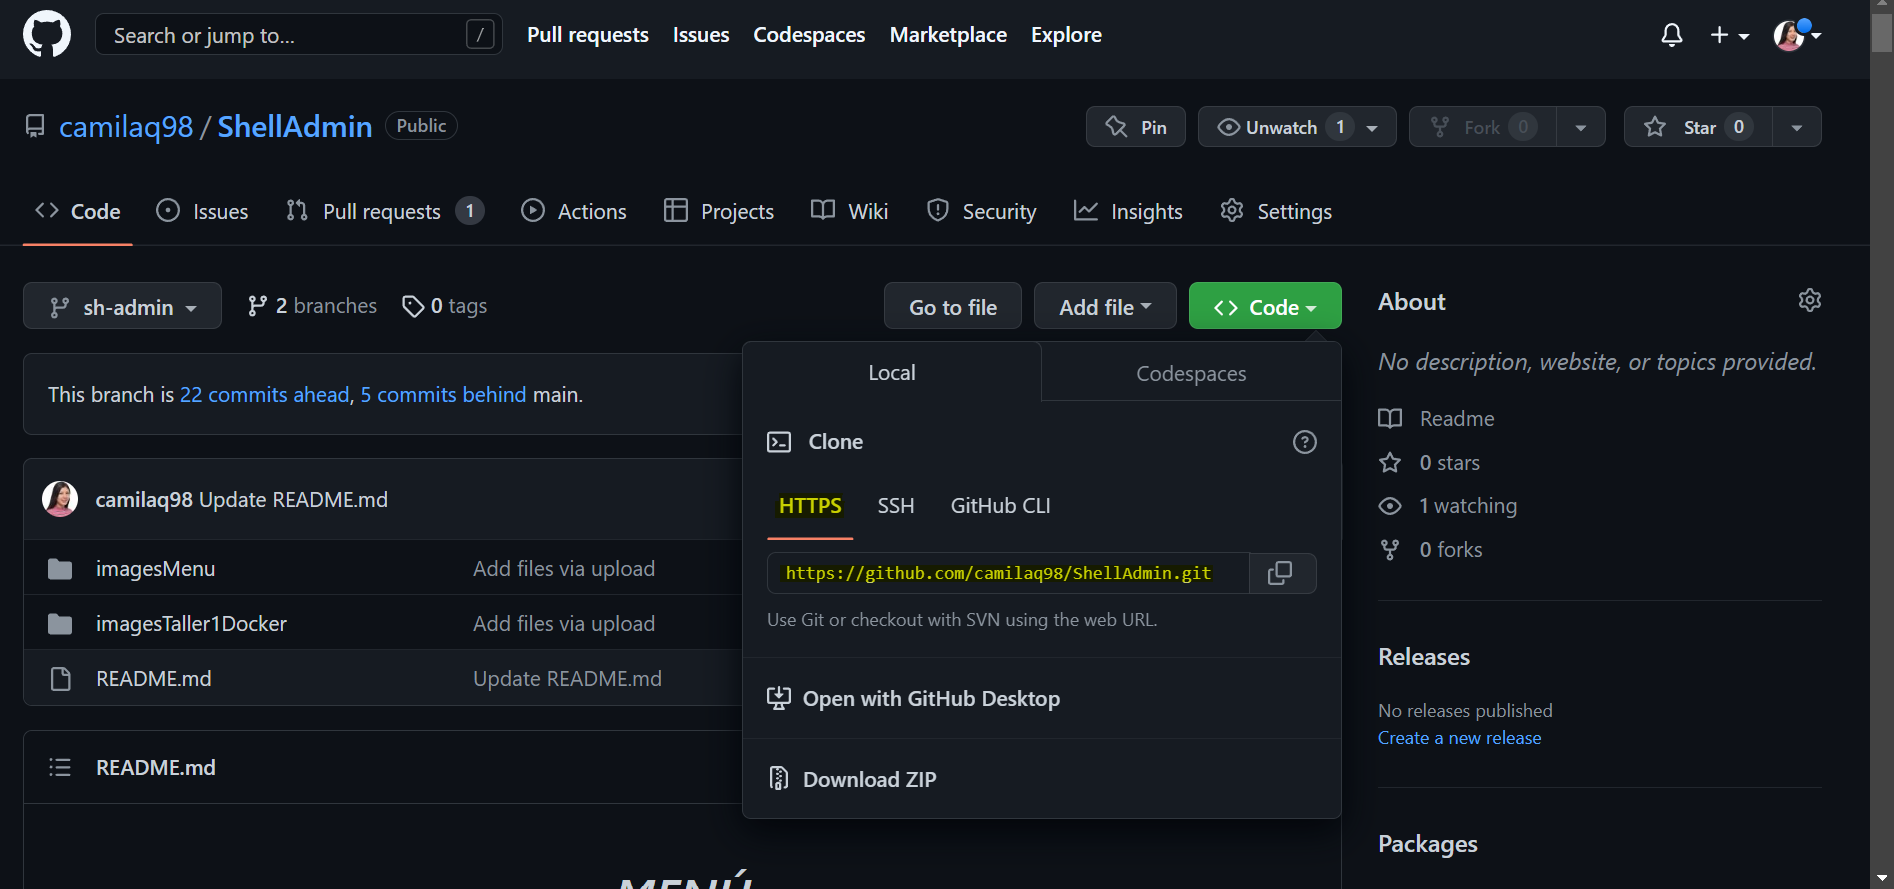 Search or jump to... /
Pull requests Issues Codespaces Marketplace Explore
camilaq98 / ShellAdmin Public
Pin Unwatch 1 Fork 0 Star 0
Code Issues Pull requests 1 Actions Projects Wiki Security Insights Settings
sh-admin 2 branches 0 tags Go to file Add file Code
This branch is 22 commits ahead, 5 commits behind main.
camilaq98 Update README.md
imagesMenu Add files via upload
imagesTaller1Docker Add files via upload
README.md Update README.md
README.md
MENÚ
Local Codespaces
Clone
HTTPS SSH GitHub CLI
https://github.com/camilaq98/ShellAdmin.git
Use Git or checkout with SVN using the web URL.
Open with GitHub Desktop
Download ZIP
About
No description, website, or topics provided.
Readme
0 stars
1 watching
0 forks
Releases
No releases published
Create a new release
Packages